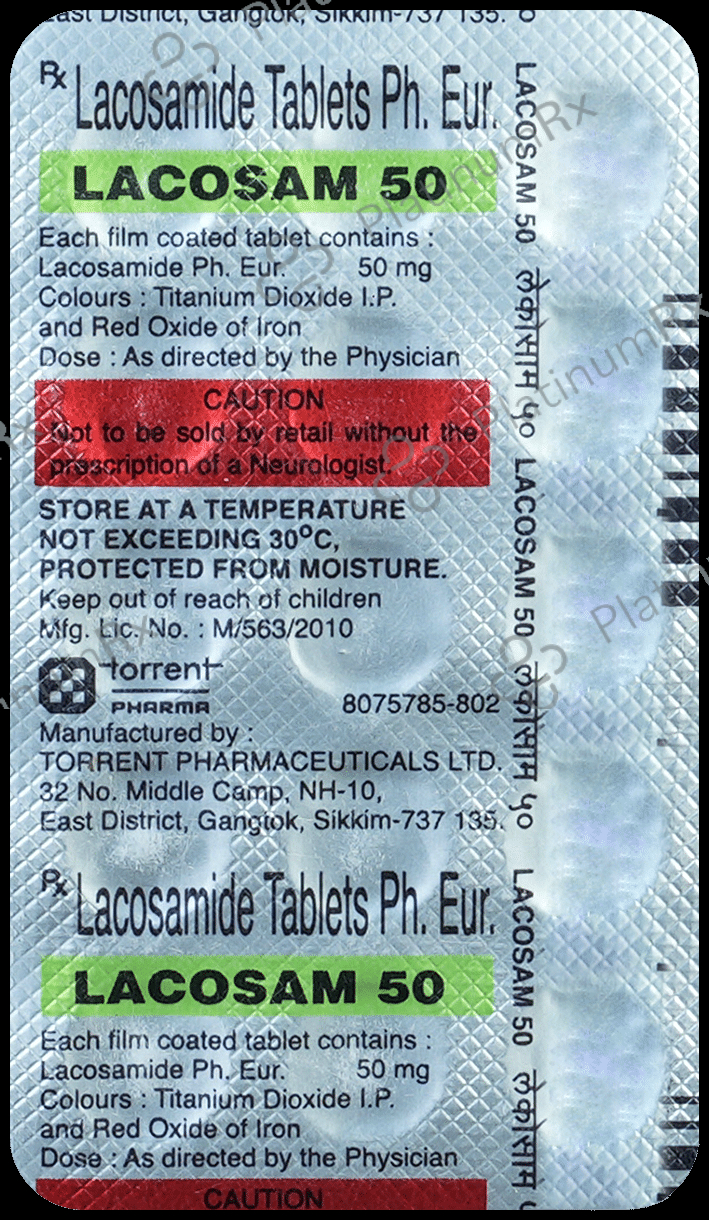 East District, Gangtok, Sikkim-737 135.
Rx Lacosamide Tablets Ph. Eur.
LACOSAM 50
Each film coated tablet contains :
Lacosamide Ph. Eur. 50 mg
Colours : Titanium Dioxide I.P.
and Red Oxide of Iron
Dose : As directed by the Physician
CAUTION
Not to be sold by retail without the
prescription of a Neurologist.
STORE AT A TEMPERATURE
NOT EXCEEDING 30°C,
PROTECTED FROM MOISTURE.
Keep out of reach of children
Mfg. Lic. No. : M/563/2010
torrent
PHARMA 8075785-802
Manufactured by :
TORRENT PHARMACEUTICALS LTD.
32 No. Middle Camp, NH-10,
East District, Gangtok, Sikkim-737 135.
Rx Lacosamide Tablets Ph. Eur.
LACOSAM 50
Each film coated tablet contains :
Lacosamide Ph. Eur. 50 mg
Colours : Titanium Dioxide I.P.
and Red Oxide of Iron
Dose : As directed by the Physician
CAUTION
LACOSAM 50 लेकोसाम ५० LACOSAM 50 लेकोसाम ५० LACOSAM 50 लेकोसाम
PlatinumRx
PlatinumRx
PlatinumRx
PlatinumRx